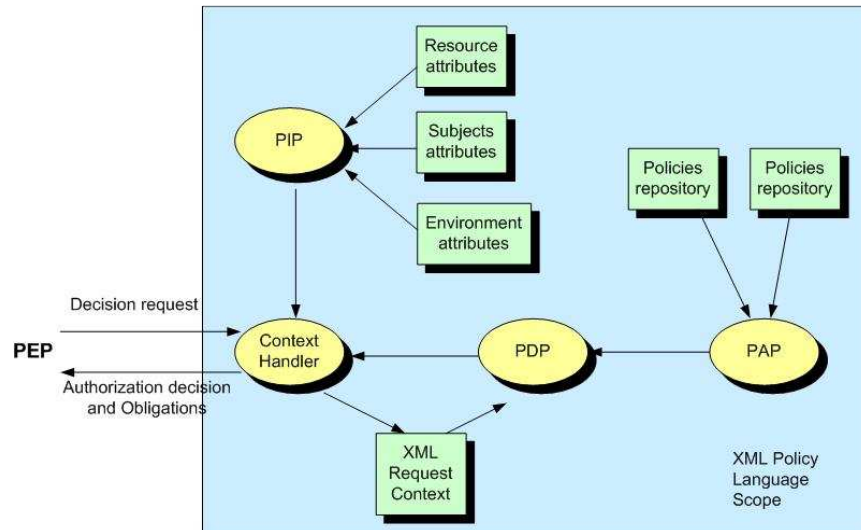 Resource
attributes
PIP
Subjects
attributes
Policies
repository
Policies
repository
Environment
attributes
Decision request
PEP
Context
Handler
PDP
PAP
Authorization decision
and Obligations
XML
Request
Context
XML Policy
Language
Scope